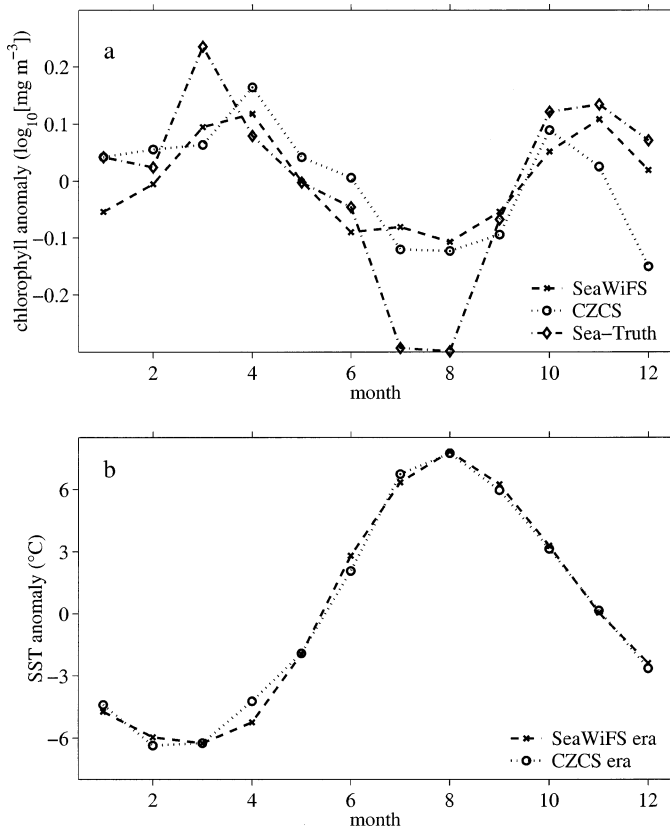 a
chlorophyll anomaly (log10[mg m−3])
0.2
0.1
0
−0.1
−0.2
SeaWiFS
CZCS
Sea−Truth
2 4 6 8 10 12
month
b
SST anomaly (°C)
6
3
0
−3
−6
SeaWiFS era
CZCS era
2 4 6 8 10 12
month